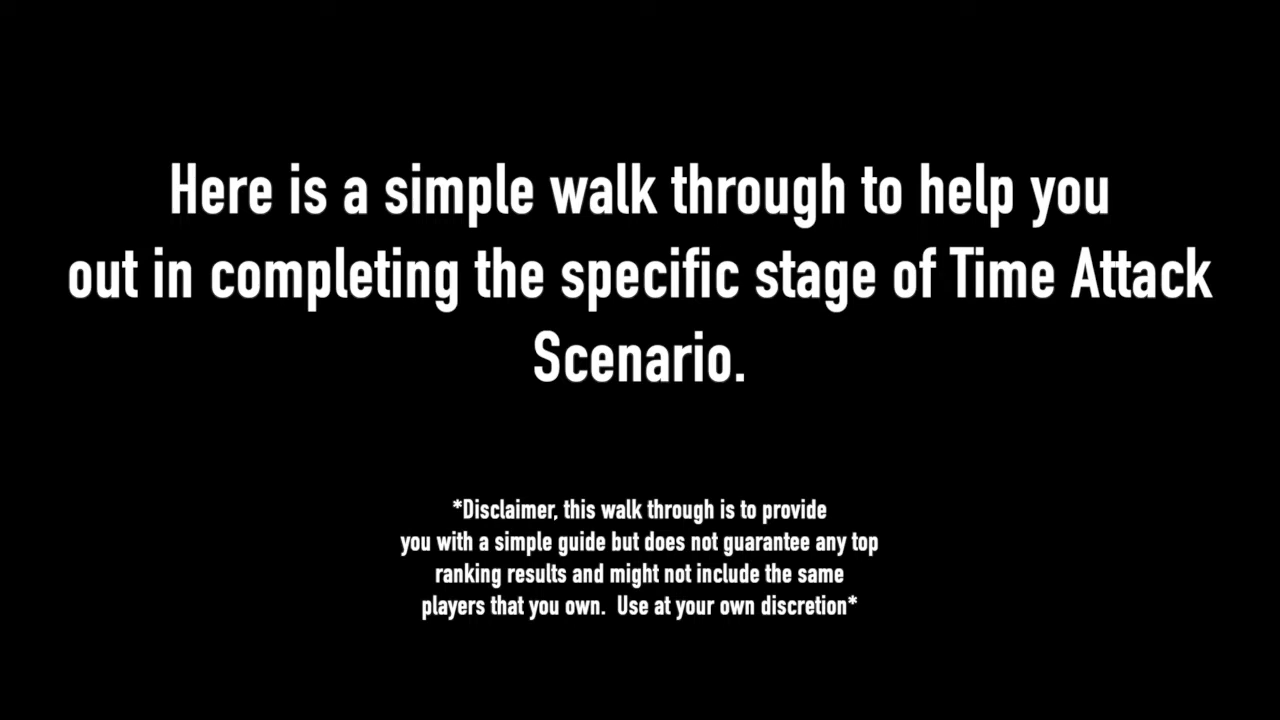 Here is a simple walk through to help you
out in completing the specific stage of Time Attack
Scenario.
*Disclaimer, this walk through is to provide
you with a simple guide but does not guarantee any top
ranking results and might not include the same
players that you own.  Use at your own discretion*